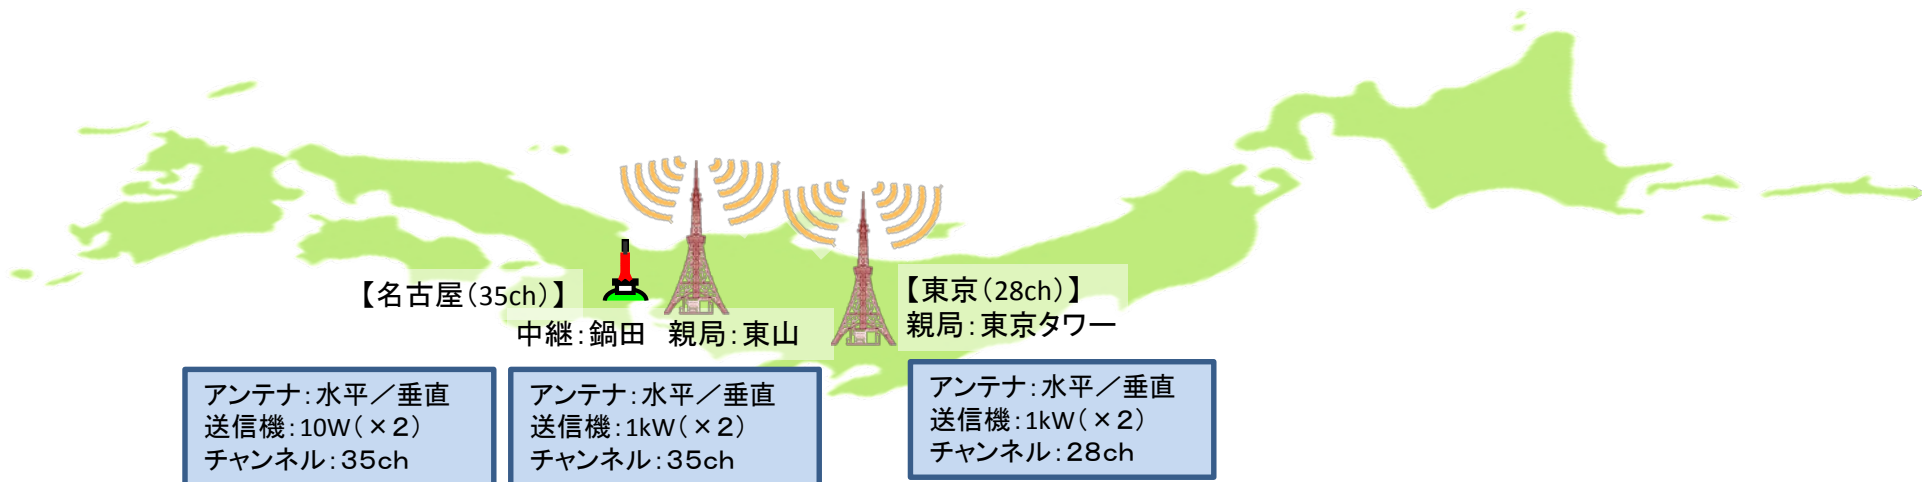 【名古屋(35ch)】
中継:鍋田 親局:東山
【東京(28ch)】
親局:東京タワー
アンテナ:水平/垂直
送信機:10W(×2)
チャンネル:35ch
アンテナ:水平/垂直
送信機:1kW(×2)
チャンネル:35ch
アンテナ:水平/垂直
送信機:1kW(×2)
チャンネル:28ch